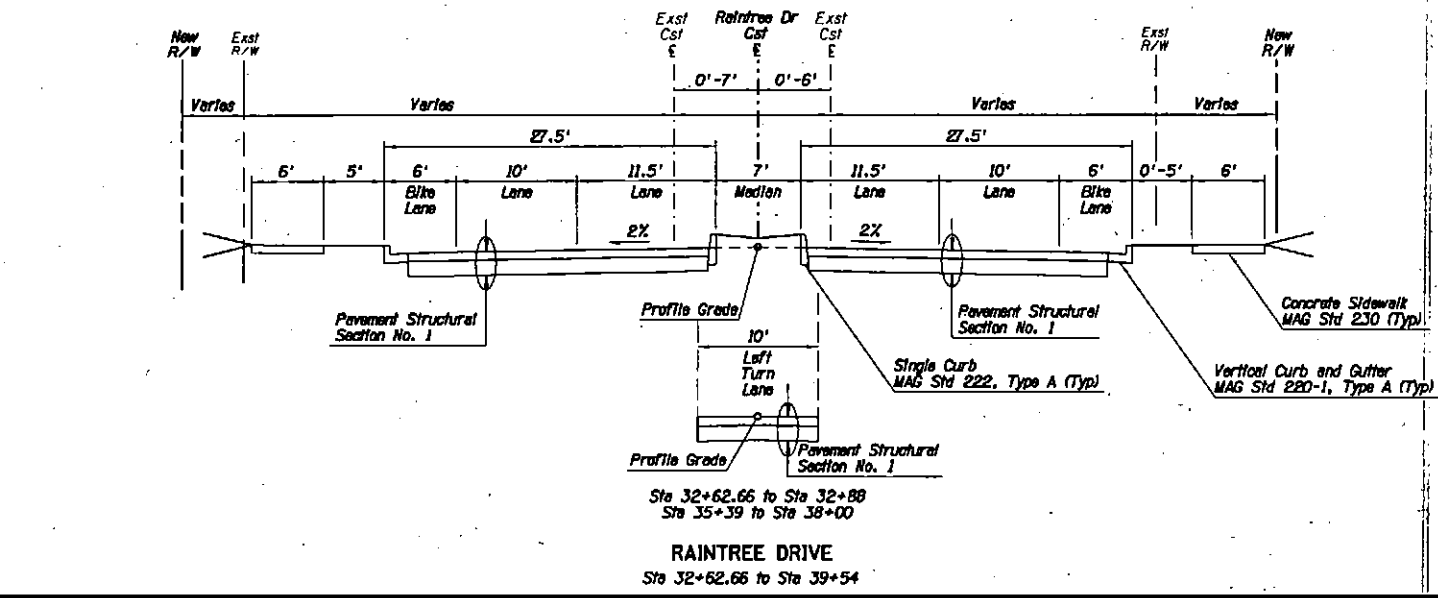 New
R/W
Exst
R/W
Exst
Cst
℄
Raintree Dr
Cst
℄
Exst
Cst
℄
Exst
R/W
New
R/W
0'-7' 0'-6'
Varies Varies Varies Varies
27.5' 27.5'
6' 5' 6' 10' 11.5' 7' 11.5' 10' 6' 0'-5' 6'
Bike
Lane
Lane
Lane
Median
Lane
Lane
Bike
Lane
2% 2%
Pavement Structural
Section No. 1
Profile Grade
Pavement Structural
Section No. 1
Concrete Sidewalk
MAG Std 230 (Typ)
10'
Left
Turn
Lane
Single Curb
MAG Std 222, Type A (Typ)
Vertical Curb and Gutter
MAG Std 220-1, Type A (Typ)
Profile Grade
Pavement Structural
Section No. 1
Sta 32+62.66 to Sta 32+88
Sta 35+39 to Sta 38+00
RAINTREE DRIVE
Sta 32+62.66 to Sta 39+54